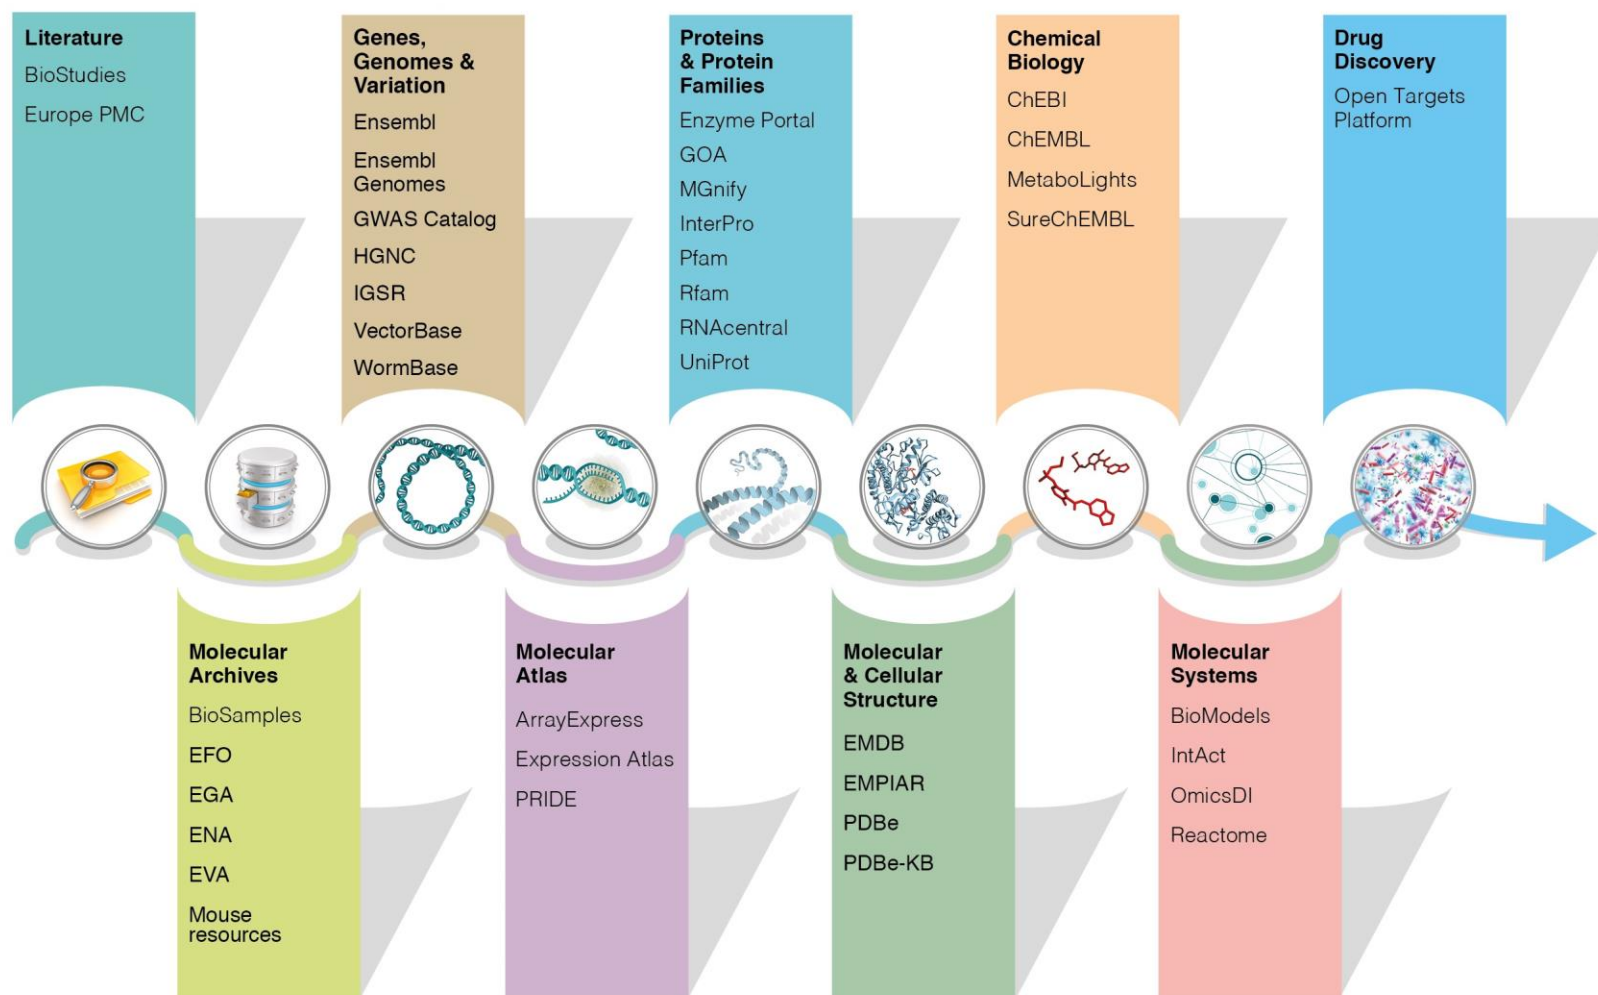 Literature
BioStudies
Europe PMC
Genes,
Genomes &
Variation
Ensembl
Ensembl
Genomes
GWAS Catalog
HGNC
IGSR
VectorBase
WormBase
Proteins
& Protein
Families
Enzyme Portal
GOA
MGnify
InterPro
Pfam
Rfam
RNAcentral
UniProt
Chemical
Biology
ChEBI
ChEMBL
MetaboLights
SureChEMBL
Drug
Discovery
Open Targets
Platform
Molecular
Archives
BioSamples
EFO
EGA
ENA
EVA
Mouse
resources
Molecular
Atlas
ArrayExpress
Expression Atlas
PRIDE
Molecular
& Cellular
Structure
EMDB
EMPIAR
PDBe
PDBe-KB
Molecular
Systems
BioModels
IntAct
OmicsDI
Reactome